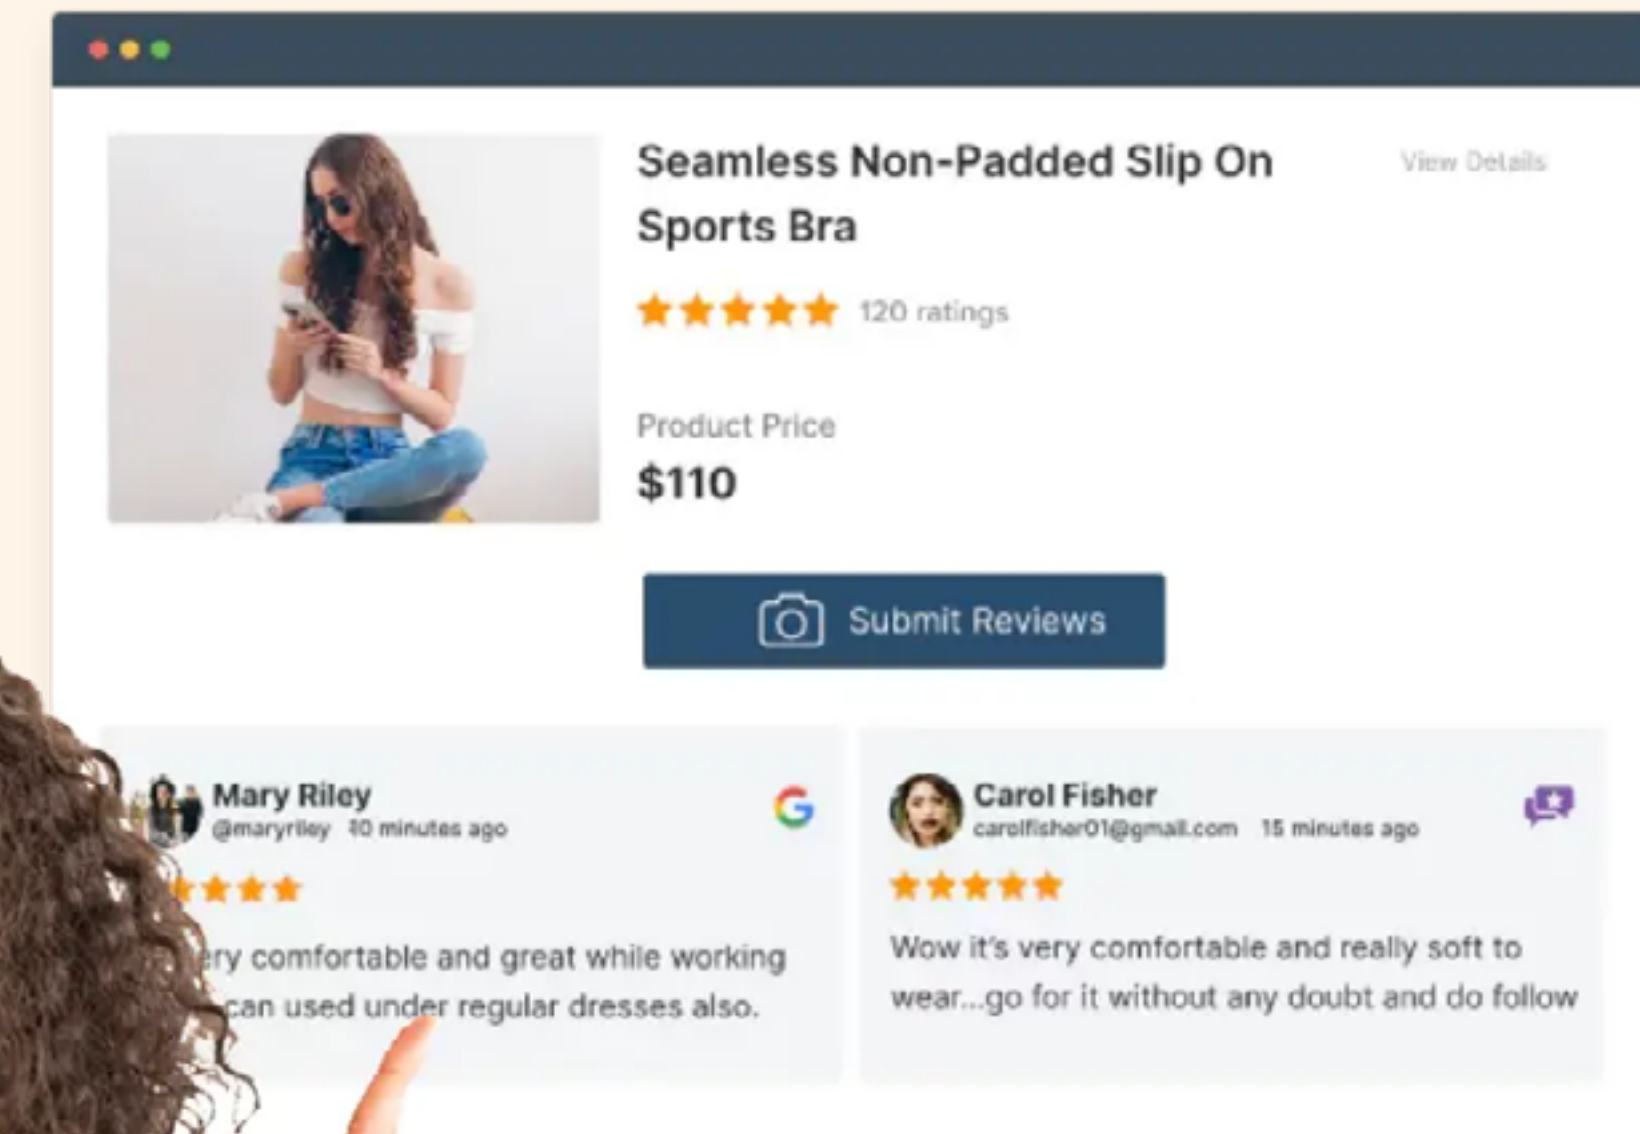 Seamless Non-Padded Slip On
Sports Bra
View Details
120 ratings
Product Price
$110
Submit Reviews
Mary Riley
@maryriley 10 minutes ago
ery comfortable and great while working
can used under regular dresses also.
Carol Fisher
carolfisher01@gmail.com 15 minutes ago
Wow it's very comfortable and really soft to
wear...go for it without any doubt and do follow